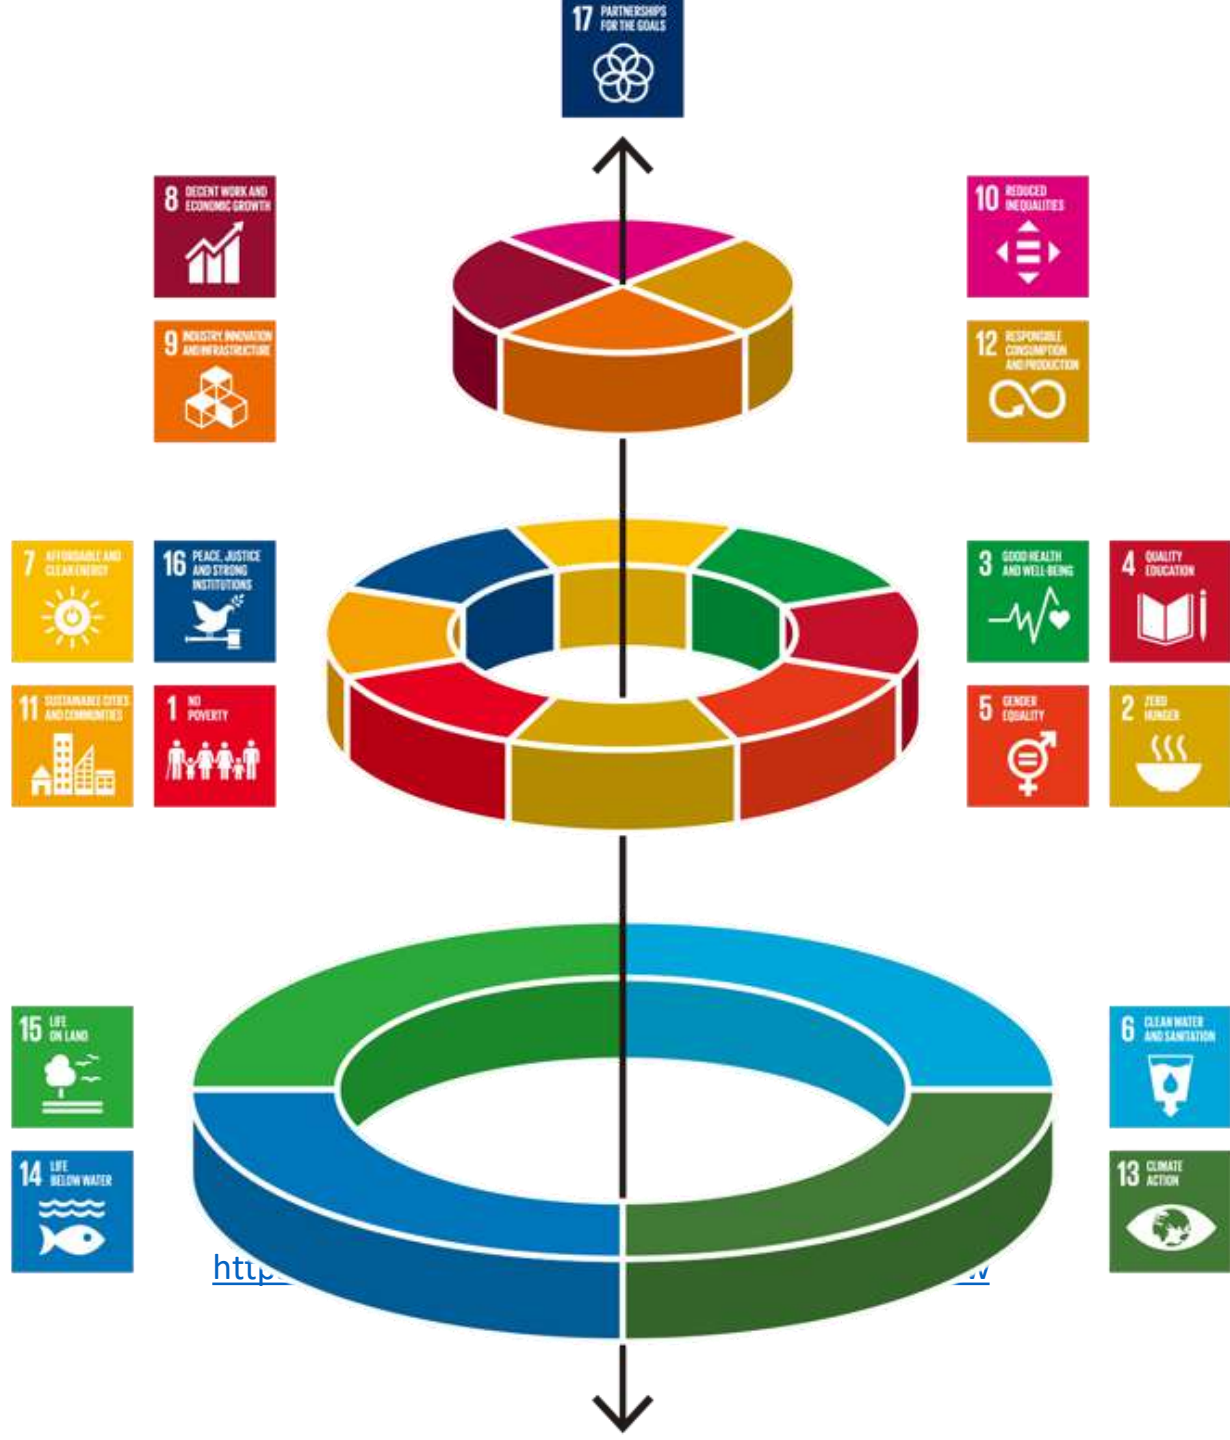 17 PARTNERSHIPS
FOR THE GOALS
8 DECENT WORK AND
ECONOMIC GROWTH
10 REDUCED
INEQUALITIES
9 INDUSTRY, INNOVATION
AND INFRASTRUCTURE
12 RESPONSIBLE
CONSUMPTION
AND PRODUCTION
7 AFFORDABLE AND
CLEAN ENERGY
16 PEACE, JUSTICE
AND STRONG
INSTITUTIONS
3 GOOD HEALTH
AND WELL-BEING
4 QUALITY
EDUCATION
11 SUSTAINABLE CITIES
AND COMMUNITIES
1 NO
POVERTY
5 GENDER
EQUALITY
2 ZERO
HUNGER
15 LIFE
ON LAND
6 CLEAN WATER
AND SANITATION
14 LIFE
BELOW WATER
13 CLIMATE
ACTION